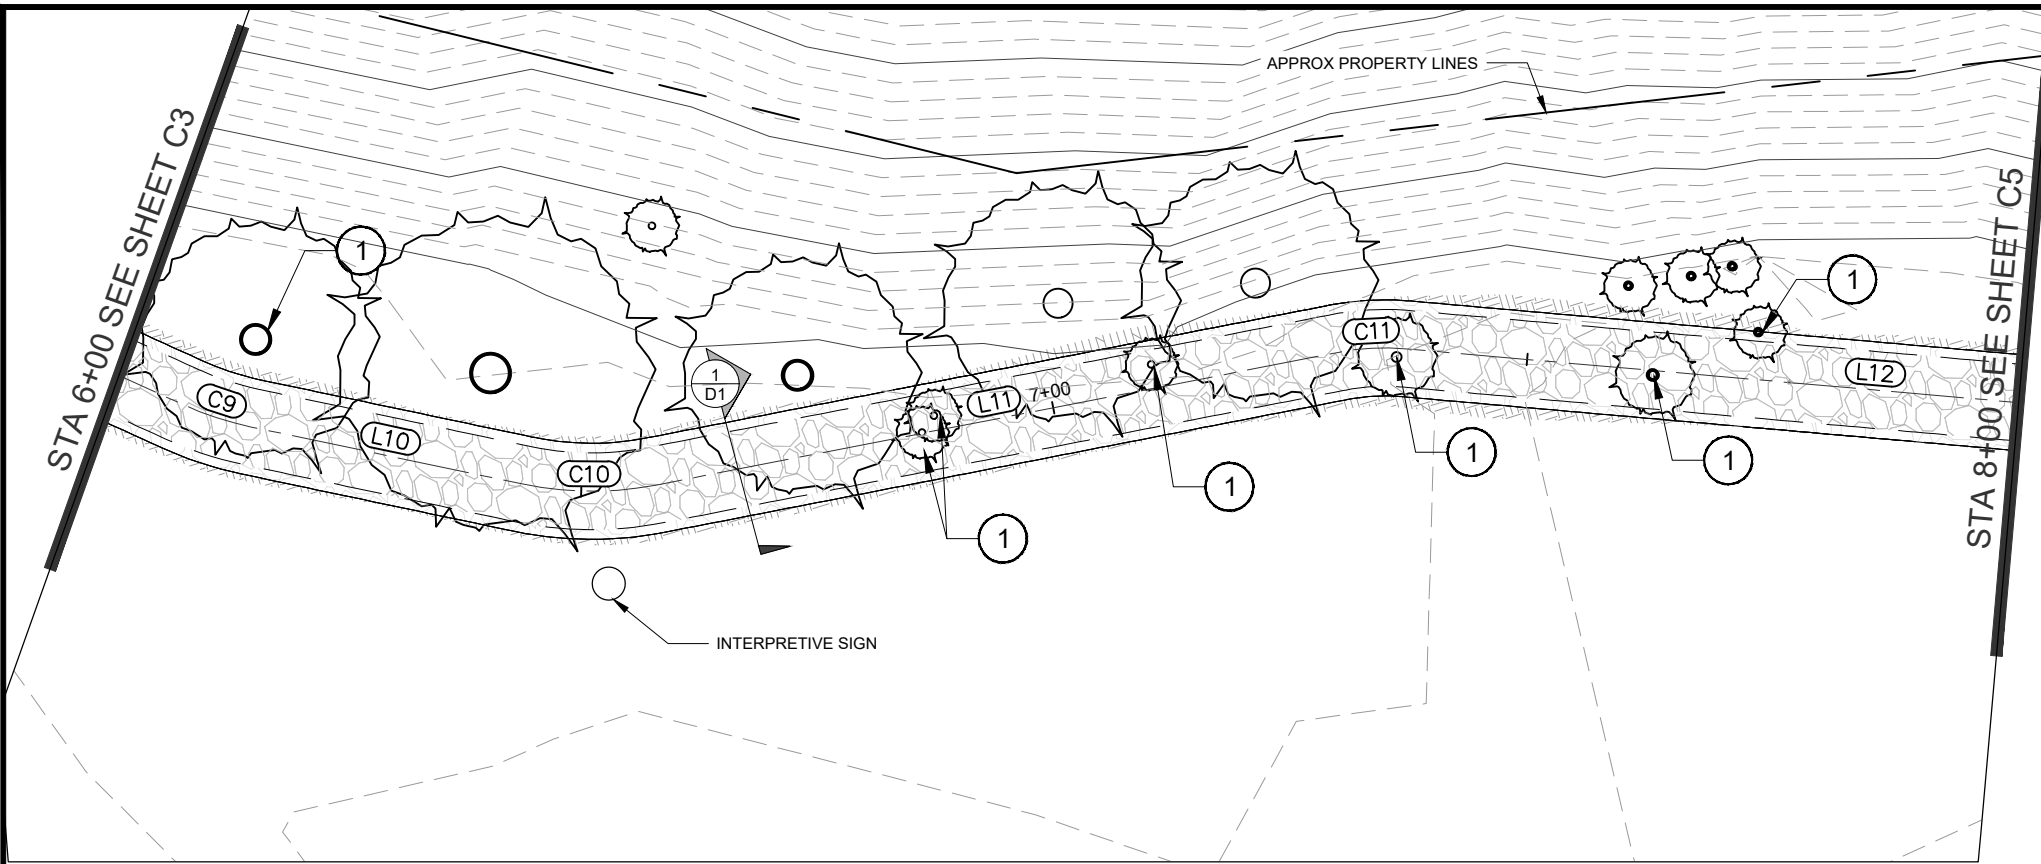 APPROX PROPERTY LINES
STA 6+00 SEE SHEET C3
STA 8+00 SEE SHEET C5
1
1
C11
L12
1
D1
C9
L11
7+00
L10
C10
1
1
1
1
INTERPRETIVE SIGN